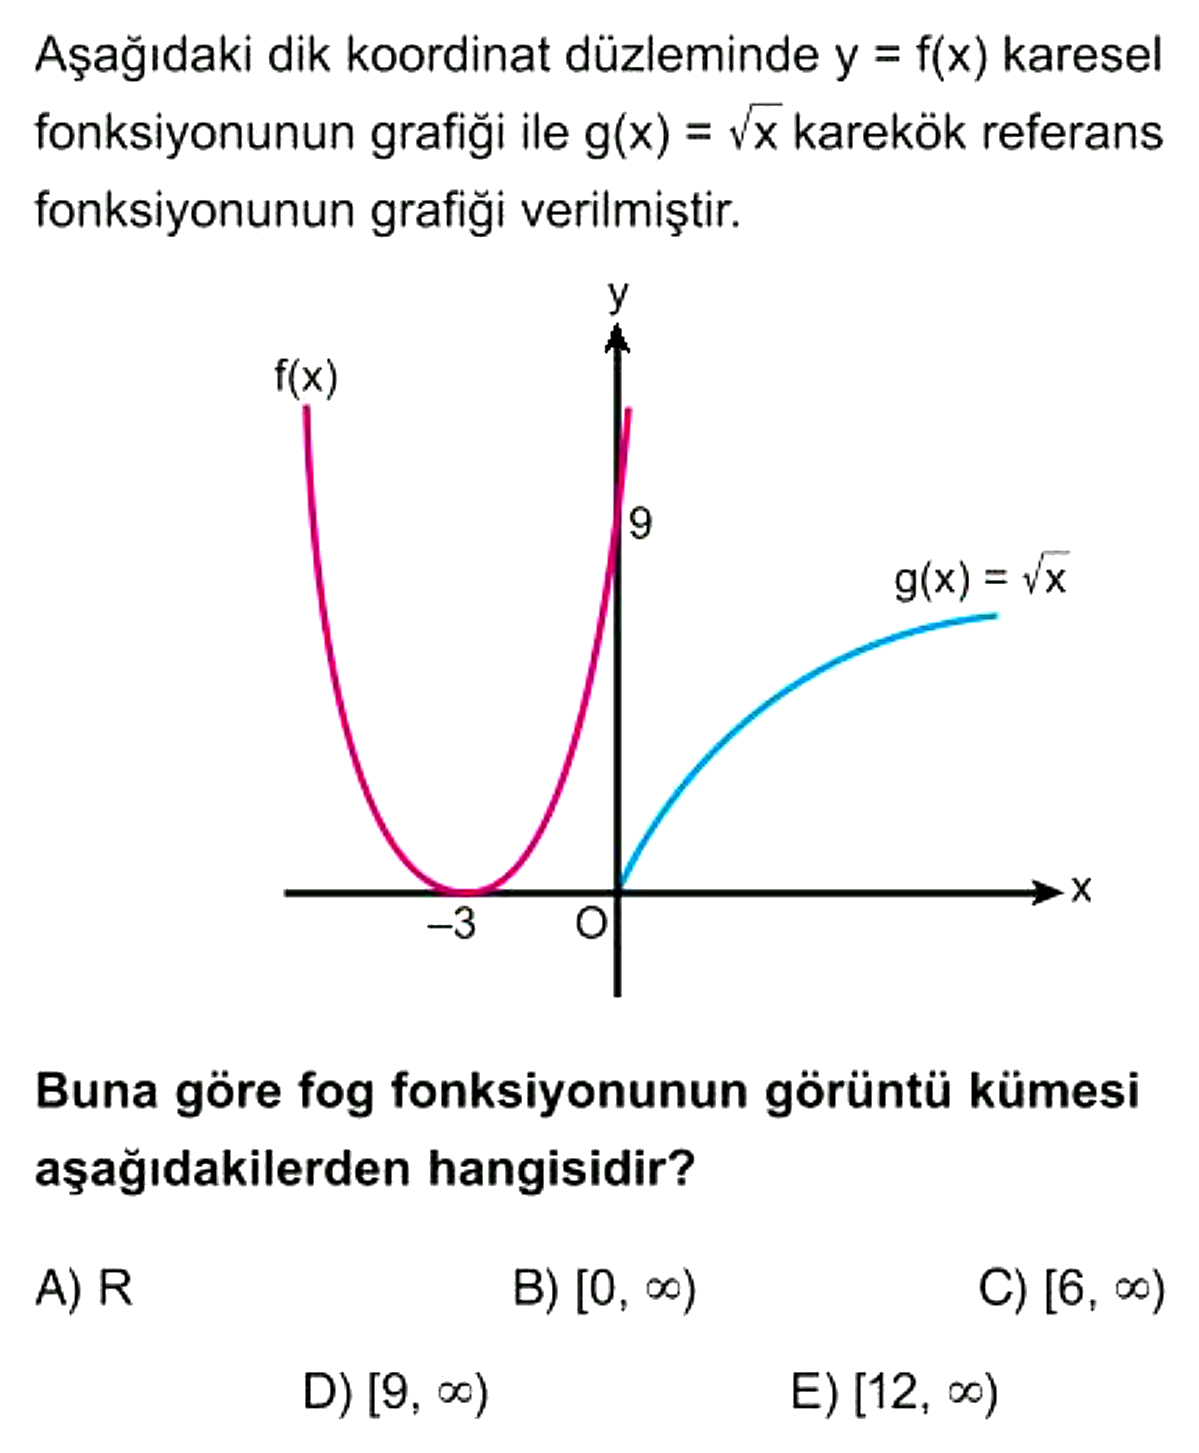 Aşağıdaki dik koordinat düzleminde y = f(x) karesel
fonksiyonunun grafiği ile g(x) = √x karekök referans
fonksiyonunun grafiği verilmiştir.
y
f(x)
9
g(x) = √x
x
–3
O
Buna göre fog fonksiyonunun görüntü kümesi
aşağıdakilerden hangisidir?
A) R B) [0, ∞) C) [6, ∞)
D) [9, ∞) E) [12, ∞)